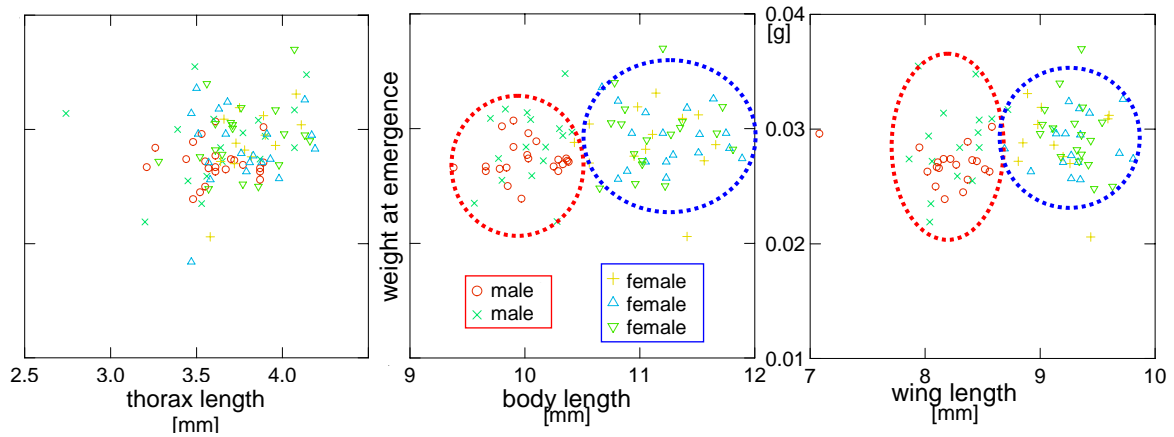 0.04
[g]
weight at emergence
0.03
0.02
male
male
female
female
female
0.01
2.5 3.0 3.5 4.0
9 10 11 12
7 8 9 10
thorax length
[mm]
body length
[mm]
wing length
[mm]